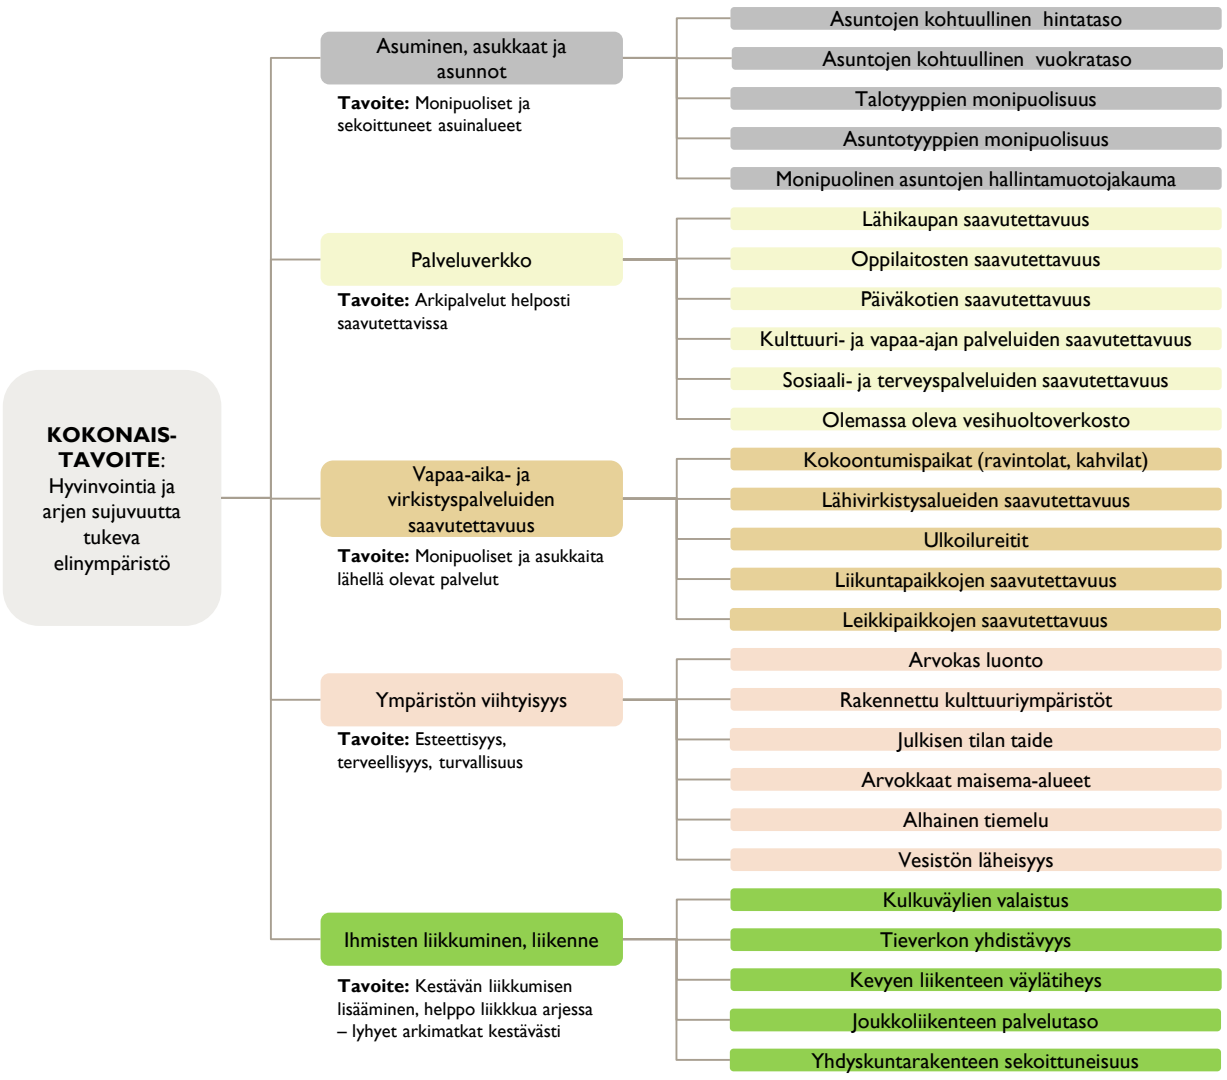 KOKONAIS-
TAVOITE:
Hyvinvointia ja
arjen sujuvuutta
tukeva
elinympäristö
Asuminen, asukkaat ja
asunnot
Tavoite: Monipuoliset ja
sekoittuneet asuinalueet
Asuntojen kohtuullinen  hintataso
Asuntojen kohtuullinen  vuokrataso
Talotyyppien monipuolisuus
Asuntotyyppien monipuolisuus
Monipuolinen asuntojen hallintamuotojakauma
Palveluverkko
Tavoite: Arkipalvelut helposti
saavutettavissa
Lähikaupan saavutettavuus
Oppilaitosten saavutettavuus
Päiväkotien saavutettavuus
Kulttuuri- ja vapaa-ajan palveluiden saavutettavuus
Sosiaali- ja terveyspalveluiden saavutettavuus
Olemassa oleva vesihuoltoverkosto
Vapaa-aika- ja
virkistyspalveluiden
saavutettavuus
Tavoite: Monipuoliset ja asukkaita
lähellä olevat palvelut
Kokoontumispaikat (ravintolat, kahvilat)
Lähivirkistysalueiden saavutettavuus
Ulkoilureitit
Liikuntapaikkojen saavutettavuus
Leikkipaikkojen saavutettavuus
Ympäristön viihtyisyys
Tavoite: Esteettisyys,
terveellisyys, turvallisuus
Arvokas luonto
Rakennettu kulttuuriympäristöt
Julkisen tilan taide
Arvokkaat maisema-alueet
Alhainen tiemelu
Vesistön läheisyys
Ihmisten liikkuminen, liikenne
Tavoite: Kestävän liikkumisen
lisääminen, helppo liikkkua arjessa
– lyhyet arkimatkat kestävästi
Kulkuväylien valaistus
Tieverkon yhdistävyys
Kevyen liikenteen väylätiheys
Joukkoliikenteen palvelutaso
Yhdyskuntarakenteen sekoittuneisuus